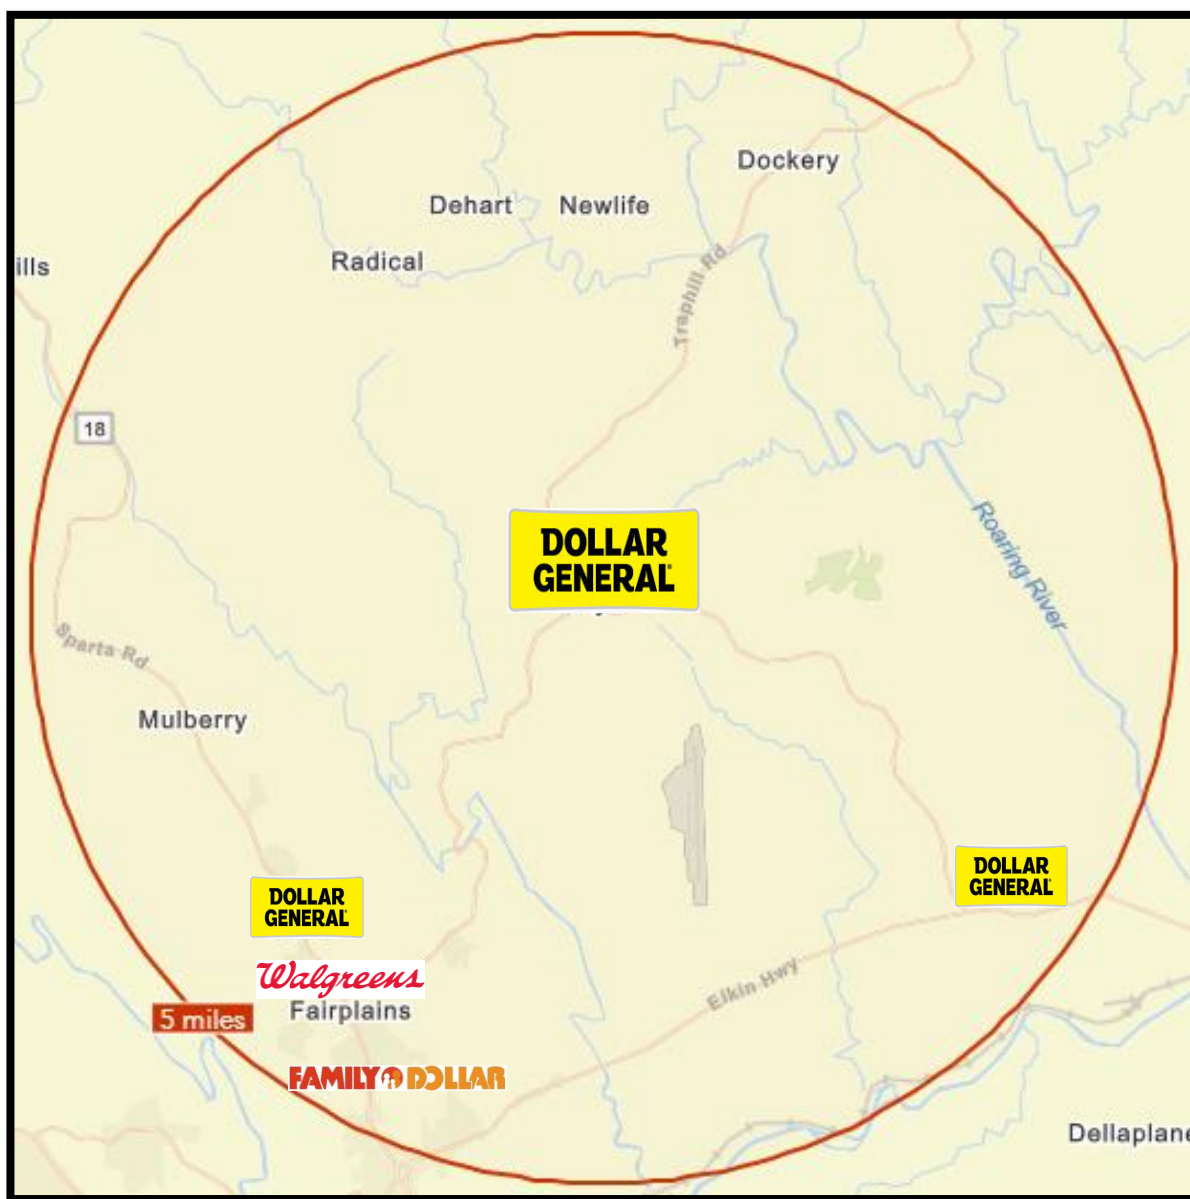 Dockery
Dehart
Newlife
Radical
ills
Traphill Rd
18
Roaring River
DOLLAR
GENERAL
Sparta Rd
Mulberry
DOLLAR
GENERAL
DOLLAR
GENERAL
Walgreens
Elkin Hwy
Fairplains
5 miles
FAMILY DOLLAR
Dellaplane